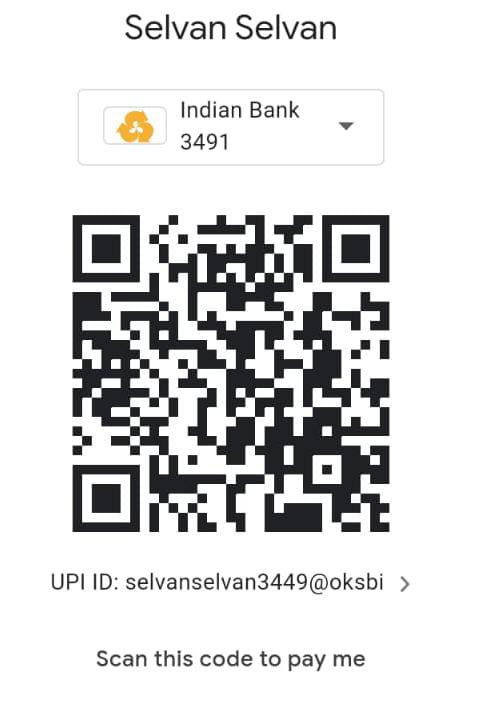 Selvan Selvan
Indian Bank
3491
UPI ID: selvanselvan3449@oksbi
Scan this code to pay me